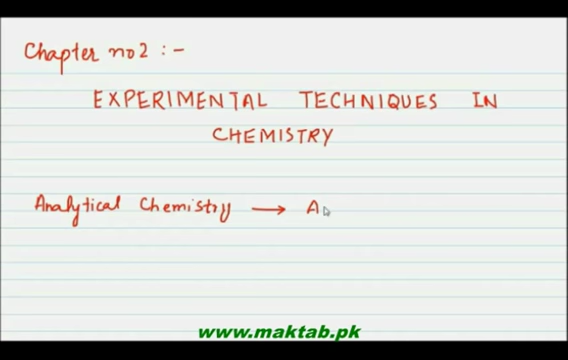 Chapter no 2 :-
EXPERIMENTAL TECHNIQUES IN
CHEMISTRY
Analytical Chemistry → A
www.maktab.pk